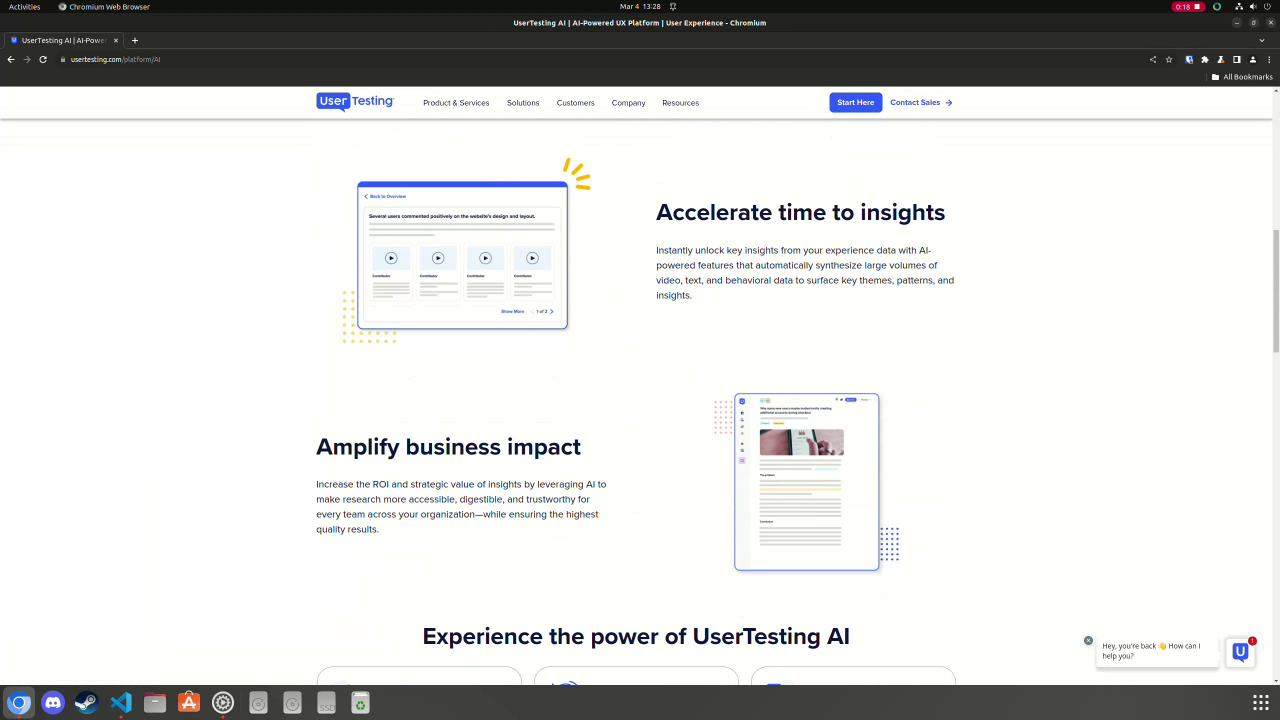 Activities
Chromium Web Browser
Mar 4 13:28
0:18
UserTesting AI | AI-Powered UX Platform | User Experience - Chromium
UserTesting AI | AI-Power
usertesting.com/platform/AI
All Bookmarks
User Testing
Product & Services
Solutions
Customers
Company
Resources
Start Here
Contact Sales
Back to Overview
Several users commented positively on the website's design and layout.
Contributor
Contributor
Contributor
Contributor
Show More
1 of 2
Accelerate time to insights
Instantly unlock key insights from your experience data with AI-
powered features that automatically synthesize large volumes of
video, text, and behavioral data to surface key themes, patterns, and
insights.
Amplify business impact
Increase the ROI and strategic value of insights by leveraging AI to
make research more accessible, digestible, and trustworthy for
every team across your organization—while ensuring the highest
quality results.
Experience the power of UserTesting AI
Hey, you're back 👋 How can I
help you?
1
U
SSD